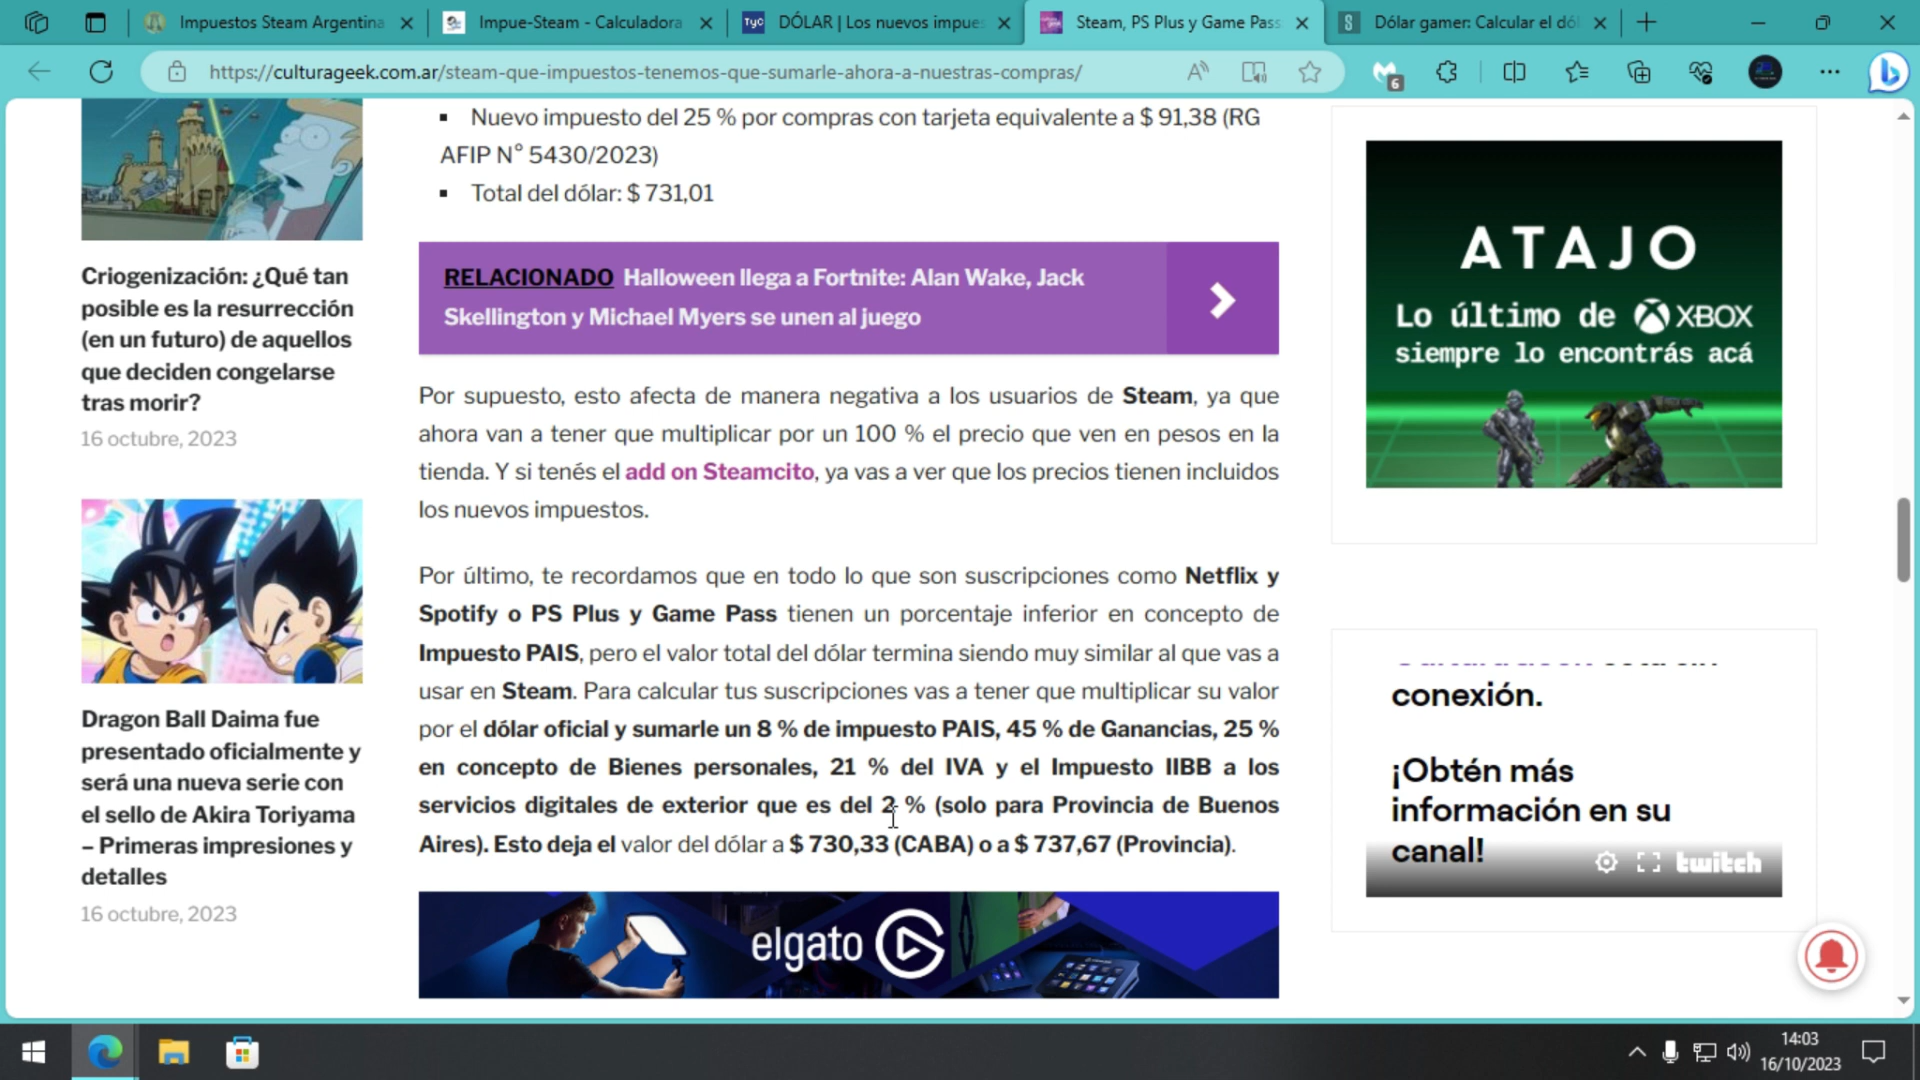 Impuestos Steam Argentina
Impue-Steam - Calculadora
TyC
DÓLAR | Los nuevos impues
Steam, PS Plus y Game Pass
Dólar gamer: Calcular el dól
https://culturageek.com.ar/steam-que-impuestos-tenemos-que-sumarle-ahora-a-nuestras-compras/
6
Nuevo impuesto del 25 % por compras con tarjeta equivalente a $ 91,38 (RG
AFIP N° 5430/2023)
Total del dólar: $ 731,01
RELACIONADO Halloween llega a Fortnite: Alan Wake, Jack
Skellington y Michael Myers se unen al juego
Por supuesto, esto afecta de manera negativa a los usuarios de Steam, ya que
ahora van a tener que multiplicar por un 100 % el precio que ven en pesos en la
tienda. Y si tenés el add on Steamcito, ya vas a ver que los precios tienen incluidos
los nuevos impuestos.
Por último, te recordamos que en todo lo que son suscripciones como Netflix y
Spotify o PS Plus y Game Pass tienen un porcentaje inferior en concepto de
Impuesto PAIS, pero el valor total del dólar termina siendo muy similar al que vas a
usar en Steam. Para calcular tus suscripciones vas a tener que multiplicar su valor
por el dólar oficial y sumarle un 8 % de impuesto PAIS, 45 % de Ganancias, 25 %
en concepto de Bienes personales, 21 % del IVA y el Impuesto IIBB a los
servicios digitales de exterior que es del 2 % (solo para Provincia de Buenos
Aires). Esto deja el valor del dólar a $ 730,33 (CABA) o a $ 737,67 (Provincia).
elgato
Criogenización: ¿Qué tan
posible es la resurrección
(en un futuro) de aquellos
que deciden congelarse
tras morir?
16 octubre, 2023
Dragon Ball Daima fue
presentado oficialmente y
será una nueva serie con
el sello de Akira Toriyama
– Primeras impresiones y
detalles
16 octubre, 2023
ATAJO
Lo último de XBOX
siempre lo encontrás acá
conexión.
¡Obtén más
información en su
canal!
twitch
14:03
16/10/2023